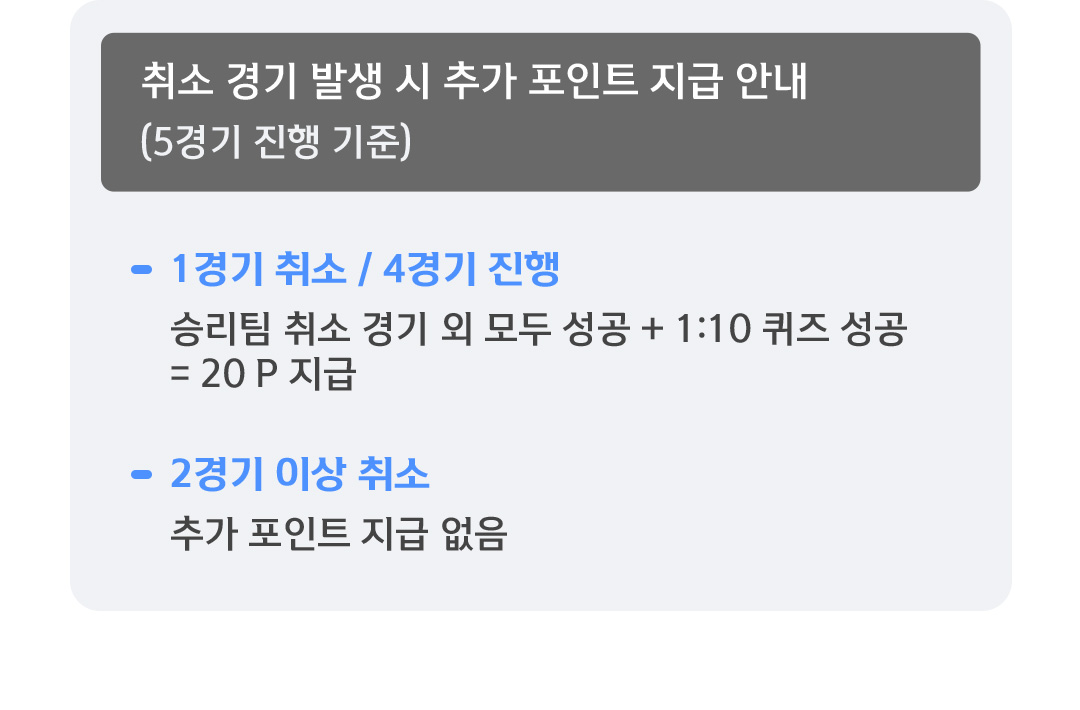 취소 경기 발생 시 추가 포인트 지급 안내
(5경기 진행 기준)
- 1경기 취소 / 4경기 진행
승리팀 취소 경기 외 모두 성공 + 1:10 퀴즈 성공
= 20 P 지급
- 2경기 이상 취소
추가 포인트 지급 없음